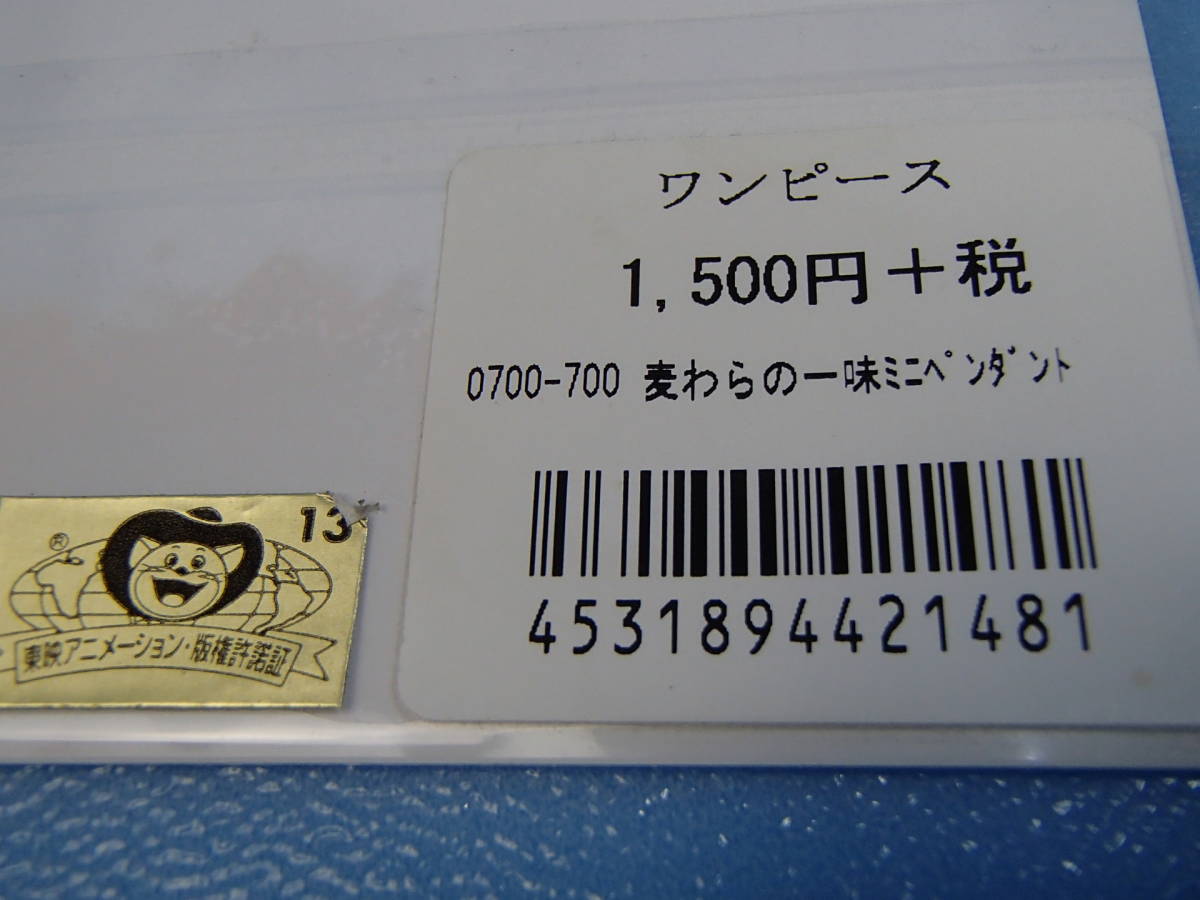 ワンピース
1,500円+税
0700-700 麦わらの一味ﾐﾆﾍﾟﾝﾀﾞﾝﾄ
4531894421481
13
®
東映アニメーション・版権許諾証